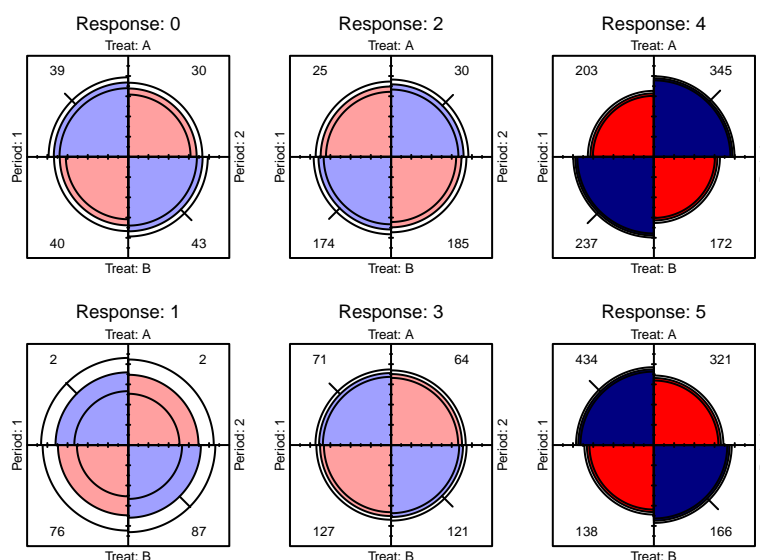 Response: 0
Treat: A
39 30
Period: 1
Period: 2
40 43
Treat: B
Response: 2
Treat: A
25 30
Period: 1
Period: 2
174 185
Treat: B
Response: 4
Treat: A
203 345
Period: 1
237 172
Treat: B
Response: 1
Treat: A
2 2
Period: 1
Period: 2
76 87
Treat: B
Response: 3
Treat: A
71 64
Period: 1
Period: 2
127 121
Treat: B
Response: 5
Treat: A
434 321
Period: 1
138 166
Treat: B